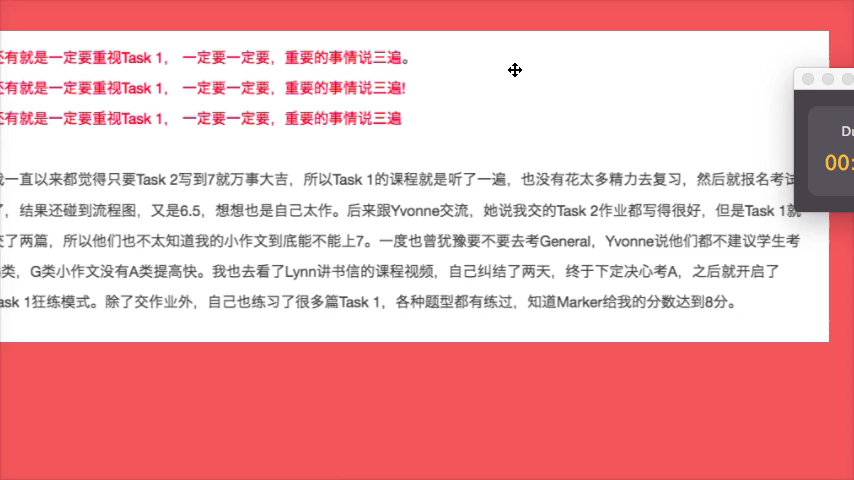 还有就是一定要重视Task 1， 一定要一定要，重要的事情说三遍。
还有就是一定要重视Task 1， 一定要一定要，重要的事情说三遍!
还有就是一定要重视Task 1， 一定要一定要，重要的事情说三遍
我一直以来都觉得只要Task 2写到7就万事大吉，所以Task 1的课程就是听了一遍，也没有花太多精力去复习，然后就报名考试
了，结果还碰到流程图，又是6.5，想想也是自己太作。后来跟Yvonne交流，她说我交的Task 2作业都写得很好，但是Task 1就
交了两篇，所以他们也不太知道我的小作文到底能不能上7。一度也曾犹豫要不要去考General，Yvonne说他们都不建议学生考
类，G类小作文没有A类提高快。我也去看了Lynn讲书信的课程视频，自己纠结了两天，终于下定决心考A，之后就开启了
ask 1狂练模式。除了交作业外，自己也练习了很多篇Task 1，各种题型都有练过，知道Marker给我的分数达到8分。
00: